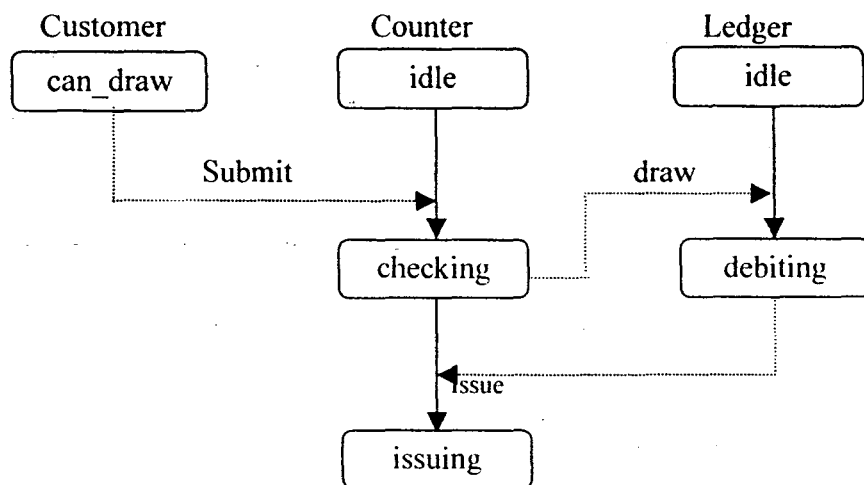 Customer Counter Ledger
can_draw idle idle
Submit draw
checking debiting
issue
issuing